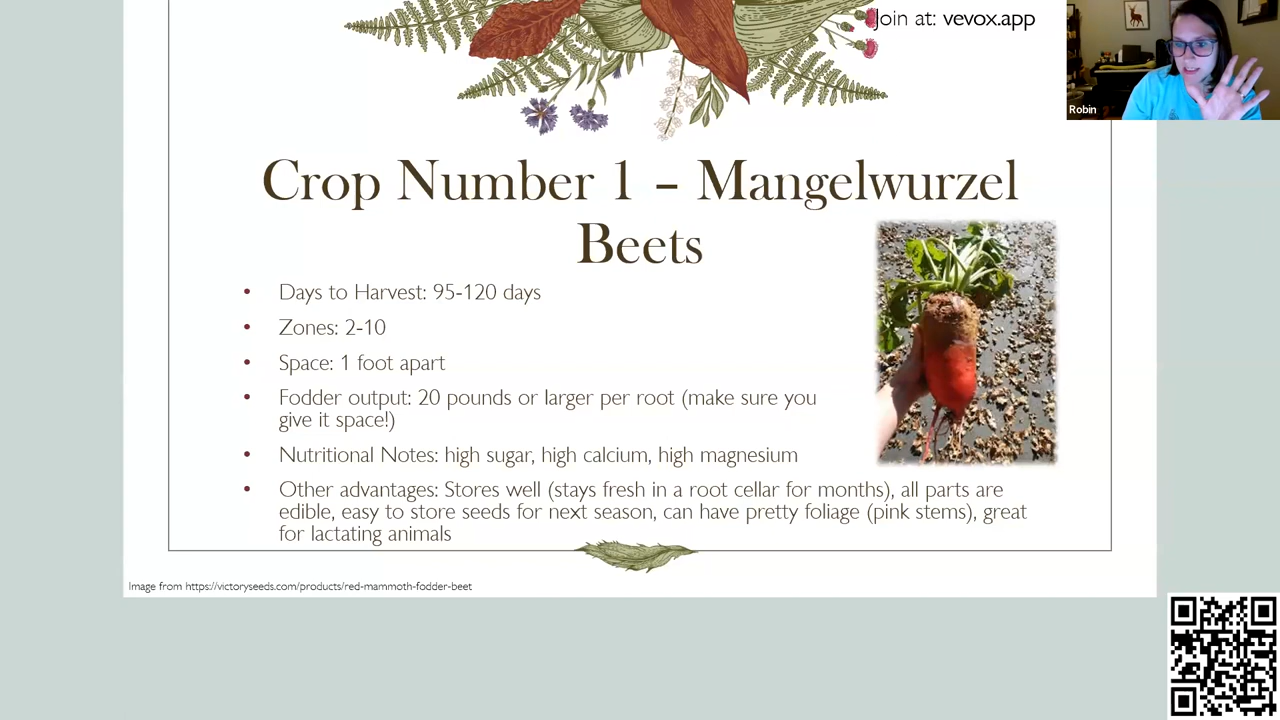 Join at: vevox.app
Robin
Crop Number 1 – Mangelwurzel
Beets
• Days to Harvest: 95-120 days
• Zones: 2-10
• Space: 1 foot apart
• Fodder output: 20 pounds or larger per root (make sure you
give it space!)
• Nutritional Notes: high sugar, high calcium, high magnesium
• Other advantages: Stores well (stays fresh in a root cellar for months), all parts are
edible, easy to store seeds for next season, can have pretty foliage (pink stems), great
for lactating animals
Image from https://victoryseeds.com/products/red-mammoth-fodder-beet